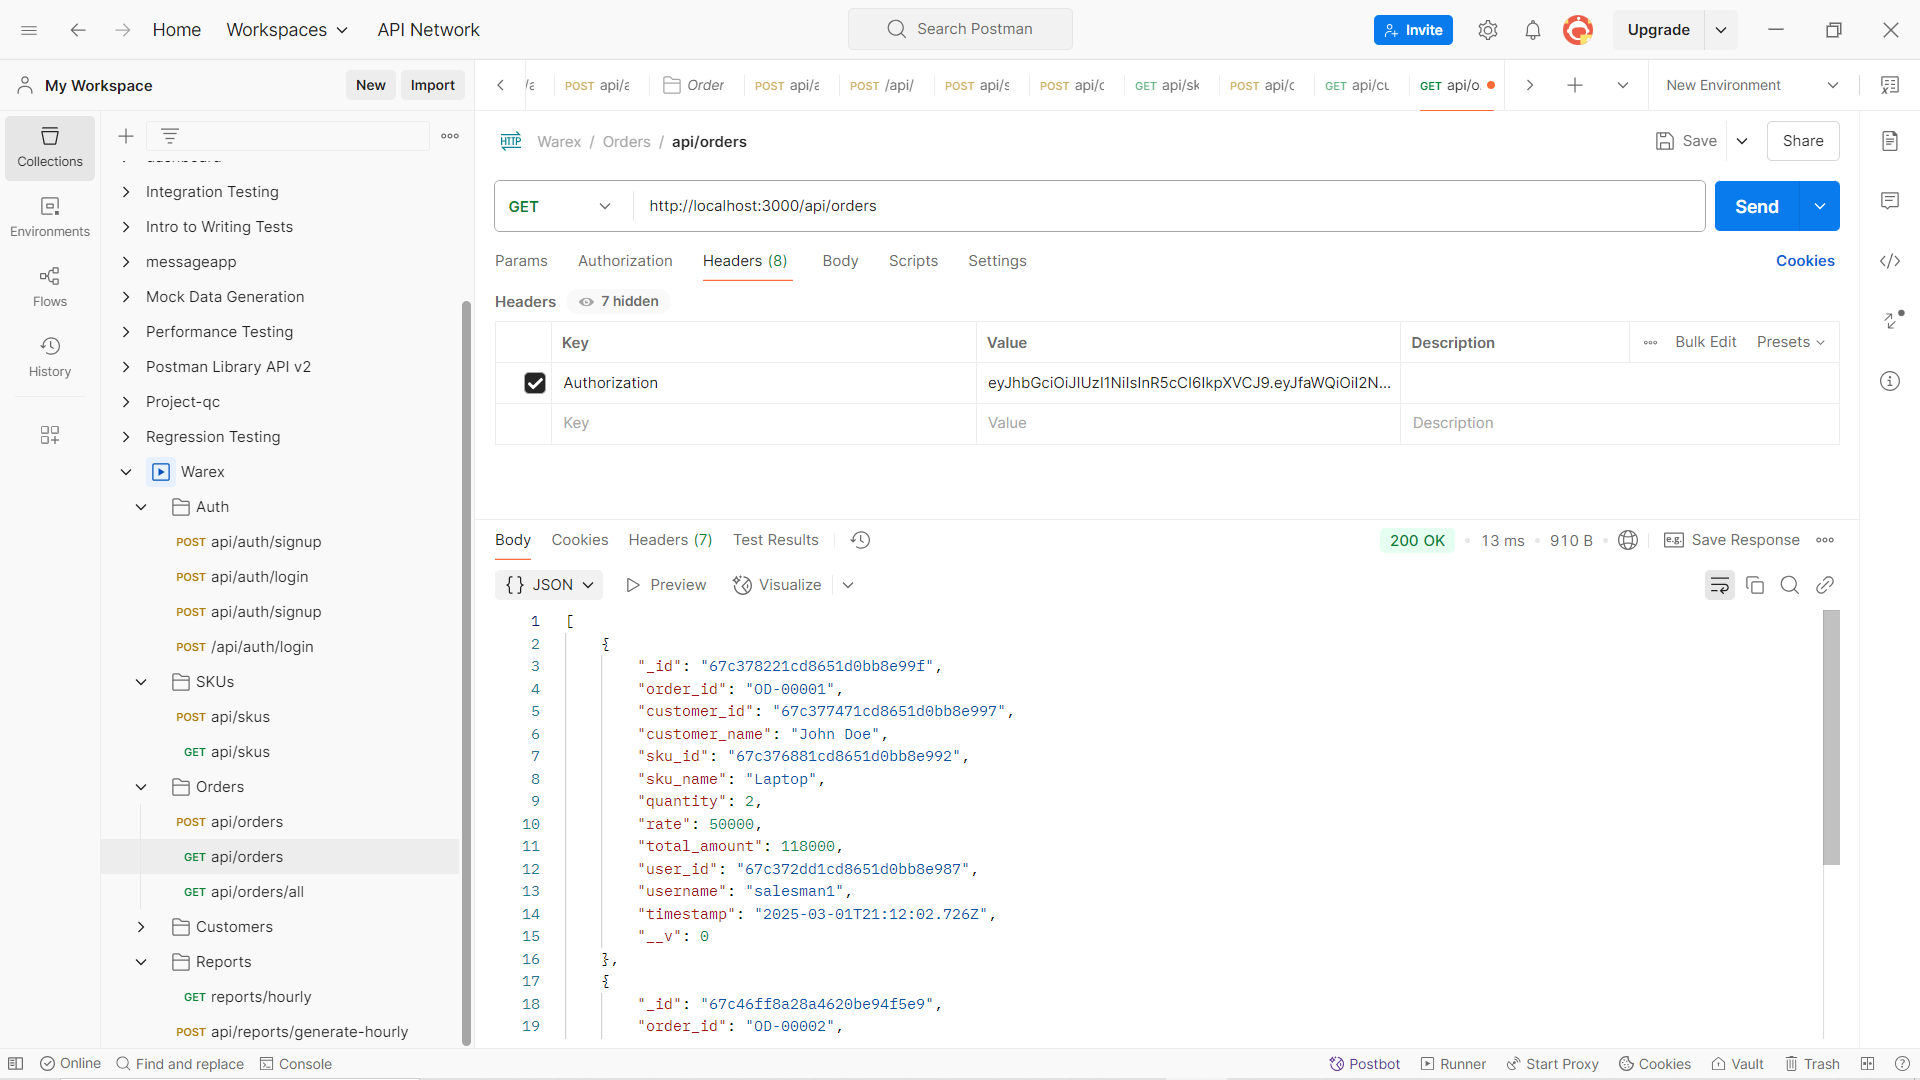 Home Workspaces API Network Search Postman Invite Upgrade
My Workspace New Import POST api/a POST api/a POST /api/ POST api/s POST api/c GET api/sk POST api/c GET api/cu GET api/o. New Environment
Order
Collections
Environments
Flows
History
Integration Testing
Intro to Writing Tests
messageapp
Mock Data Generation
Performance Testing
Postman Library API v2
Project-qc
Regression Testing
Warex
Auth
POST api/auth/signup
POST api/auth/login
POST api/auth/signup
POST /api/auth/login
SKUs
POST api/skus
GET api/skus
Orders
POST api/orders
GET api/orders
GET api/orders/all
Customers
Reports
GET reports/hourly
POST api/reports/generate-hourly
HTTP Warex / Orders / api/orders Save Share
GET http://localhost:3000/api/orders Send
Params Authorization Headers (8) Body Scripts Settings Cookies
Headers 7 hidden
Key Value Description Bulk Edit Presets
Authorization eyJhbGciOiJIUzI1NiIsInR5cCI6IkpXVCJ9.eyJfaWQiOiI2N...
Key Value Description
Body Cookies Headers (7) Test Results 200 OK 13 ms 910 B e.g. Save Response
{} JSON Preview Visualize
1 [
2 {
3 "_id": "67c378221cd8651d0bb8e99f",
4 "order_id": "OD-00001",
5 "customer_id": "67c377471cd8651d0bb8e997",
6 "customer_name": "John Doe",
7 "sku_id": "67c376881cd8651d0bb8e992",
8 "sku_name": "Laptop",
9 "quantity": 2,
10 "rate": 50000,
11 "total_amount": 118000,
12 "user_id": "67c372dd1cd8651d0bb8e987",
13 "username": "salesman1",
14 "timestamp": "2025-03-01T21:12:02.726Z",
15 "__v": 0
16 },
17 {
18 "_id": "67c46ff8a28a4620be94f5e9",
19 "order_id": "OD-00002",
Online Find and replace Console Postbot Runner Start Proxy Cookies Vault Trash